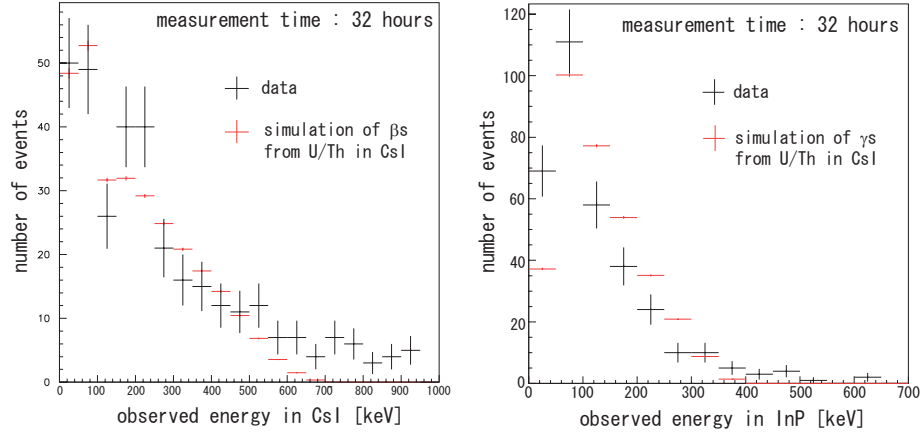 measurement time : 32 hours
data
simulation of βs
from U/Th in CsI
number of events
50
40
30
20
10
0
0 100 200 300 400 500 600 700 800 900 1000
observed energy in CsI [keV]
measurement time : 32 hours
data
simulation of γs
from U/Th in CsI
number of events
120
100
80
60
40
20
0
0 100 200 300 400 500 600 700
observed energy in InP [keV]